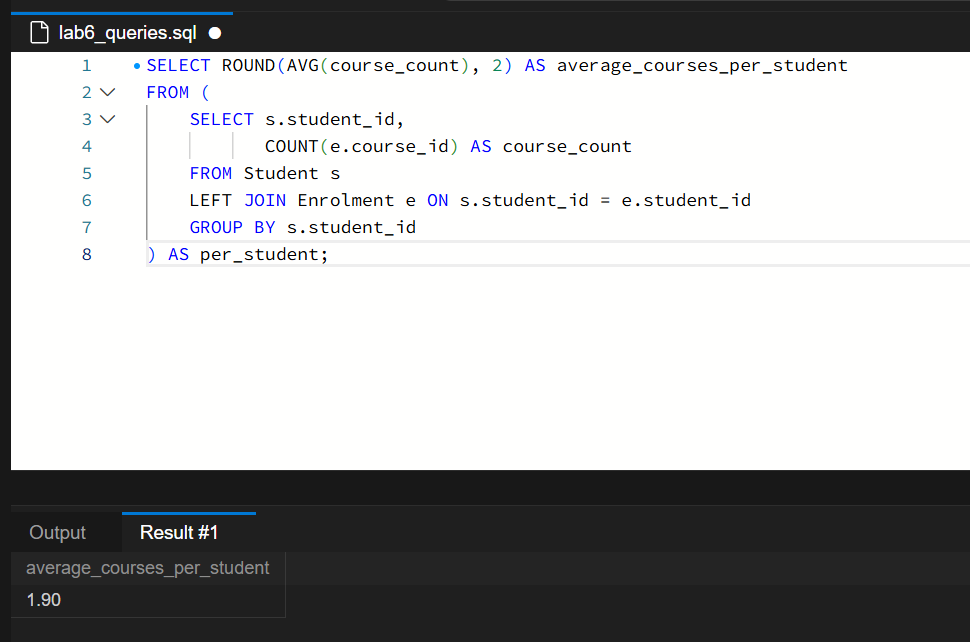 lab6_queries.sql
1 SELECT ROUND(AVG(course_count), 2) AS average_courses_per_student
2 FROM (
3     SELECT s.student_id,
4            COUNT(e.course_id) AS course_count
5     FROM Student s
6     LEFT JOIN Enrolment e ON s.student_id = e.student_id
7     GROUP BY s.student_id
8 ) AS per_student;
Output Result #1
average_courses_per_student
1.90